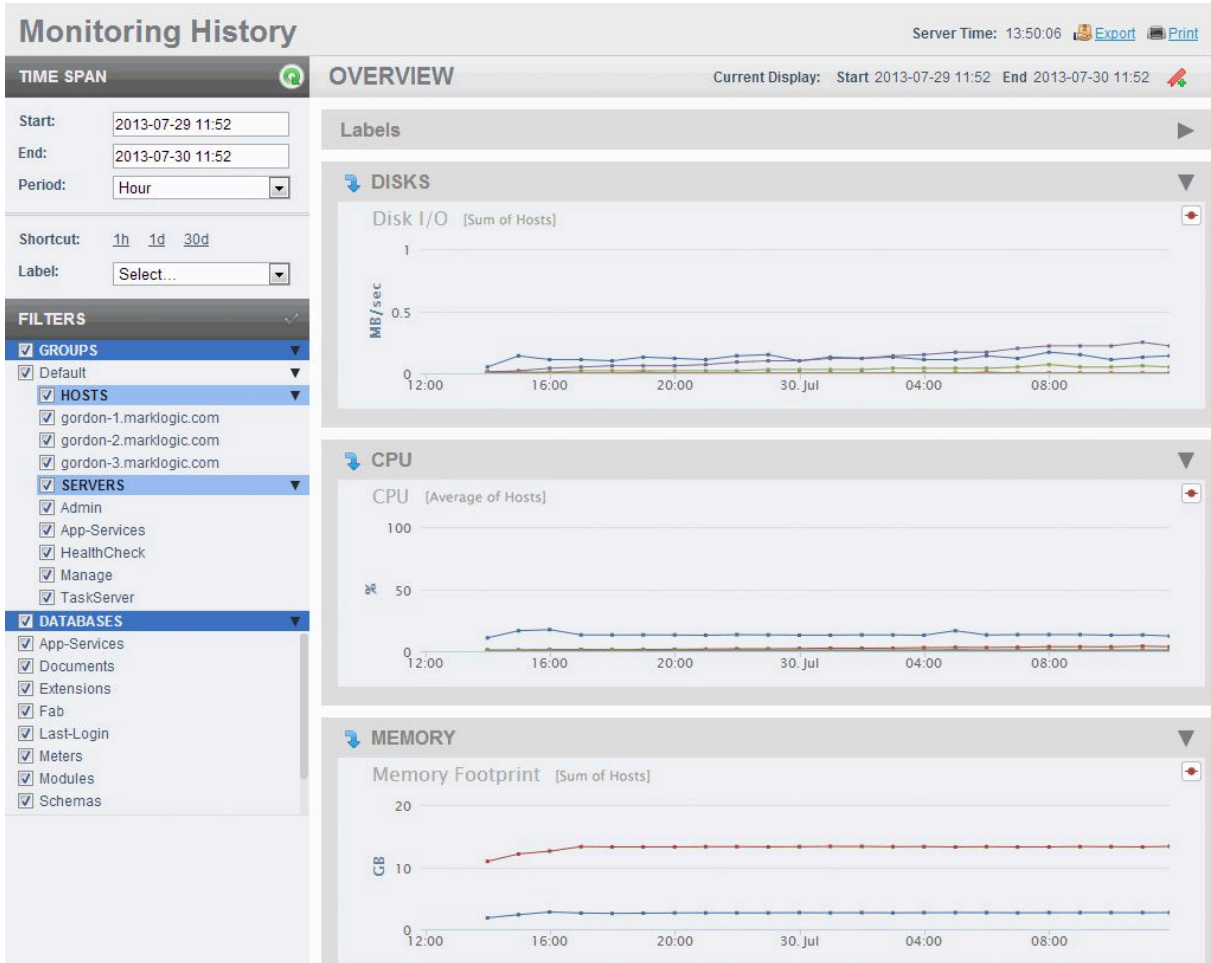 Monitoring History
Server Time: 13:50:06 Export Print
TIME SPAN
Start: 2013-07-29 11:52
End: 2013-07-30 11:52
Period: Hour
Shortcut: 1h 1d 30d
Label: Select...
FILTERS
GROUPS
Default
HOSTS
gordon-1.marklogic.com
gordon-2.marklogic.com
gordon-3.marklogic.com
SERVERS
Admin
App-Services
HealthCheck
Manage
TaskServer
DATABASES
App-Services
Documents
Extensions
Fab
Last-Login
Meters
Modules
Schemas
OVERVIEW
Current Display: Start 2013-07-29 11:52 End 2013-07-30 11:52
Labels
DISKS
Disk I/O [Sum of Hosts]
MB/sec
1
0.5
0
12:00 16:00 20:00 30. Jul 04:00 08:00
CPU
CPU [Average of Hosts]
%
100
50
0
12:00 16:00 20:00 30. Jul 04:00 08:00
MEMORY
Memory Footprint [Sum of Hosts]
GB
20
10
0
12:00 16:00 20:00 30. Jul 04:00 08:00